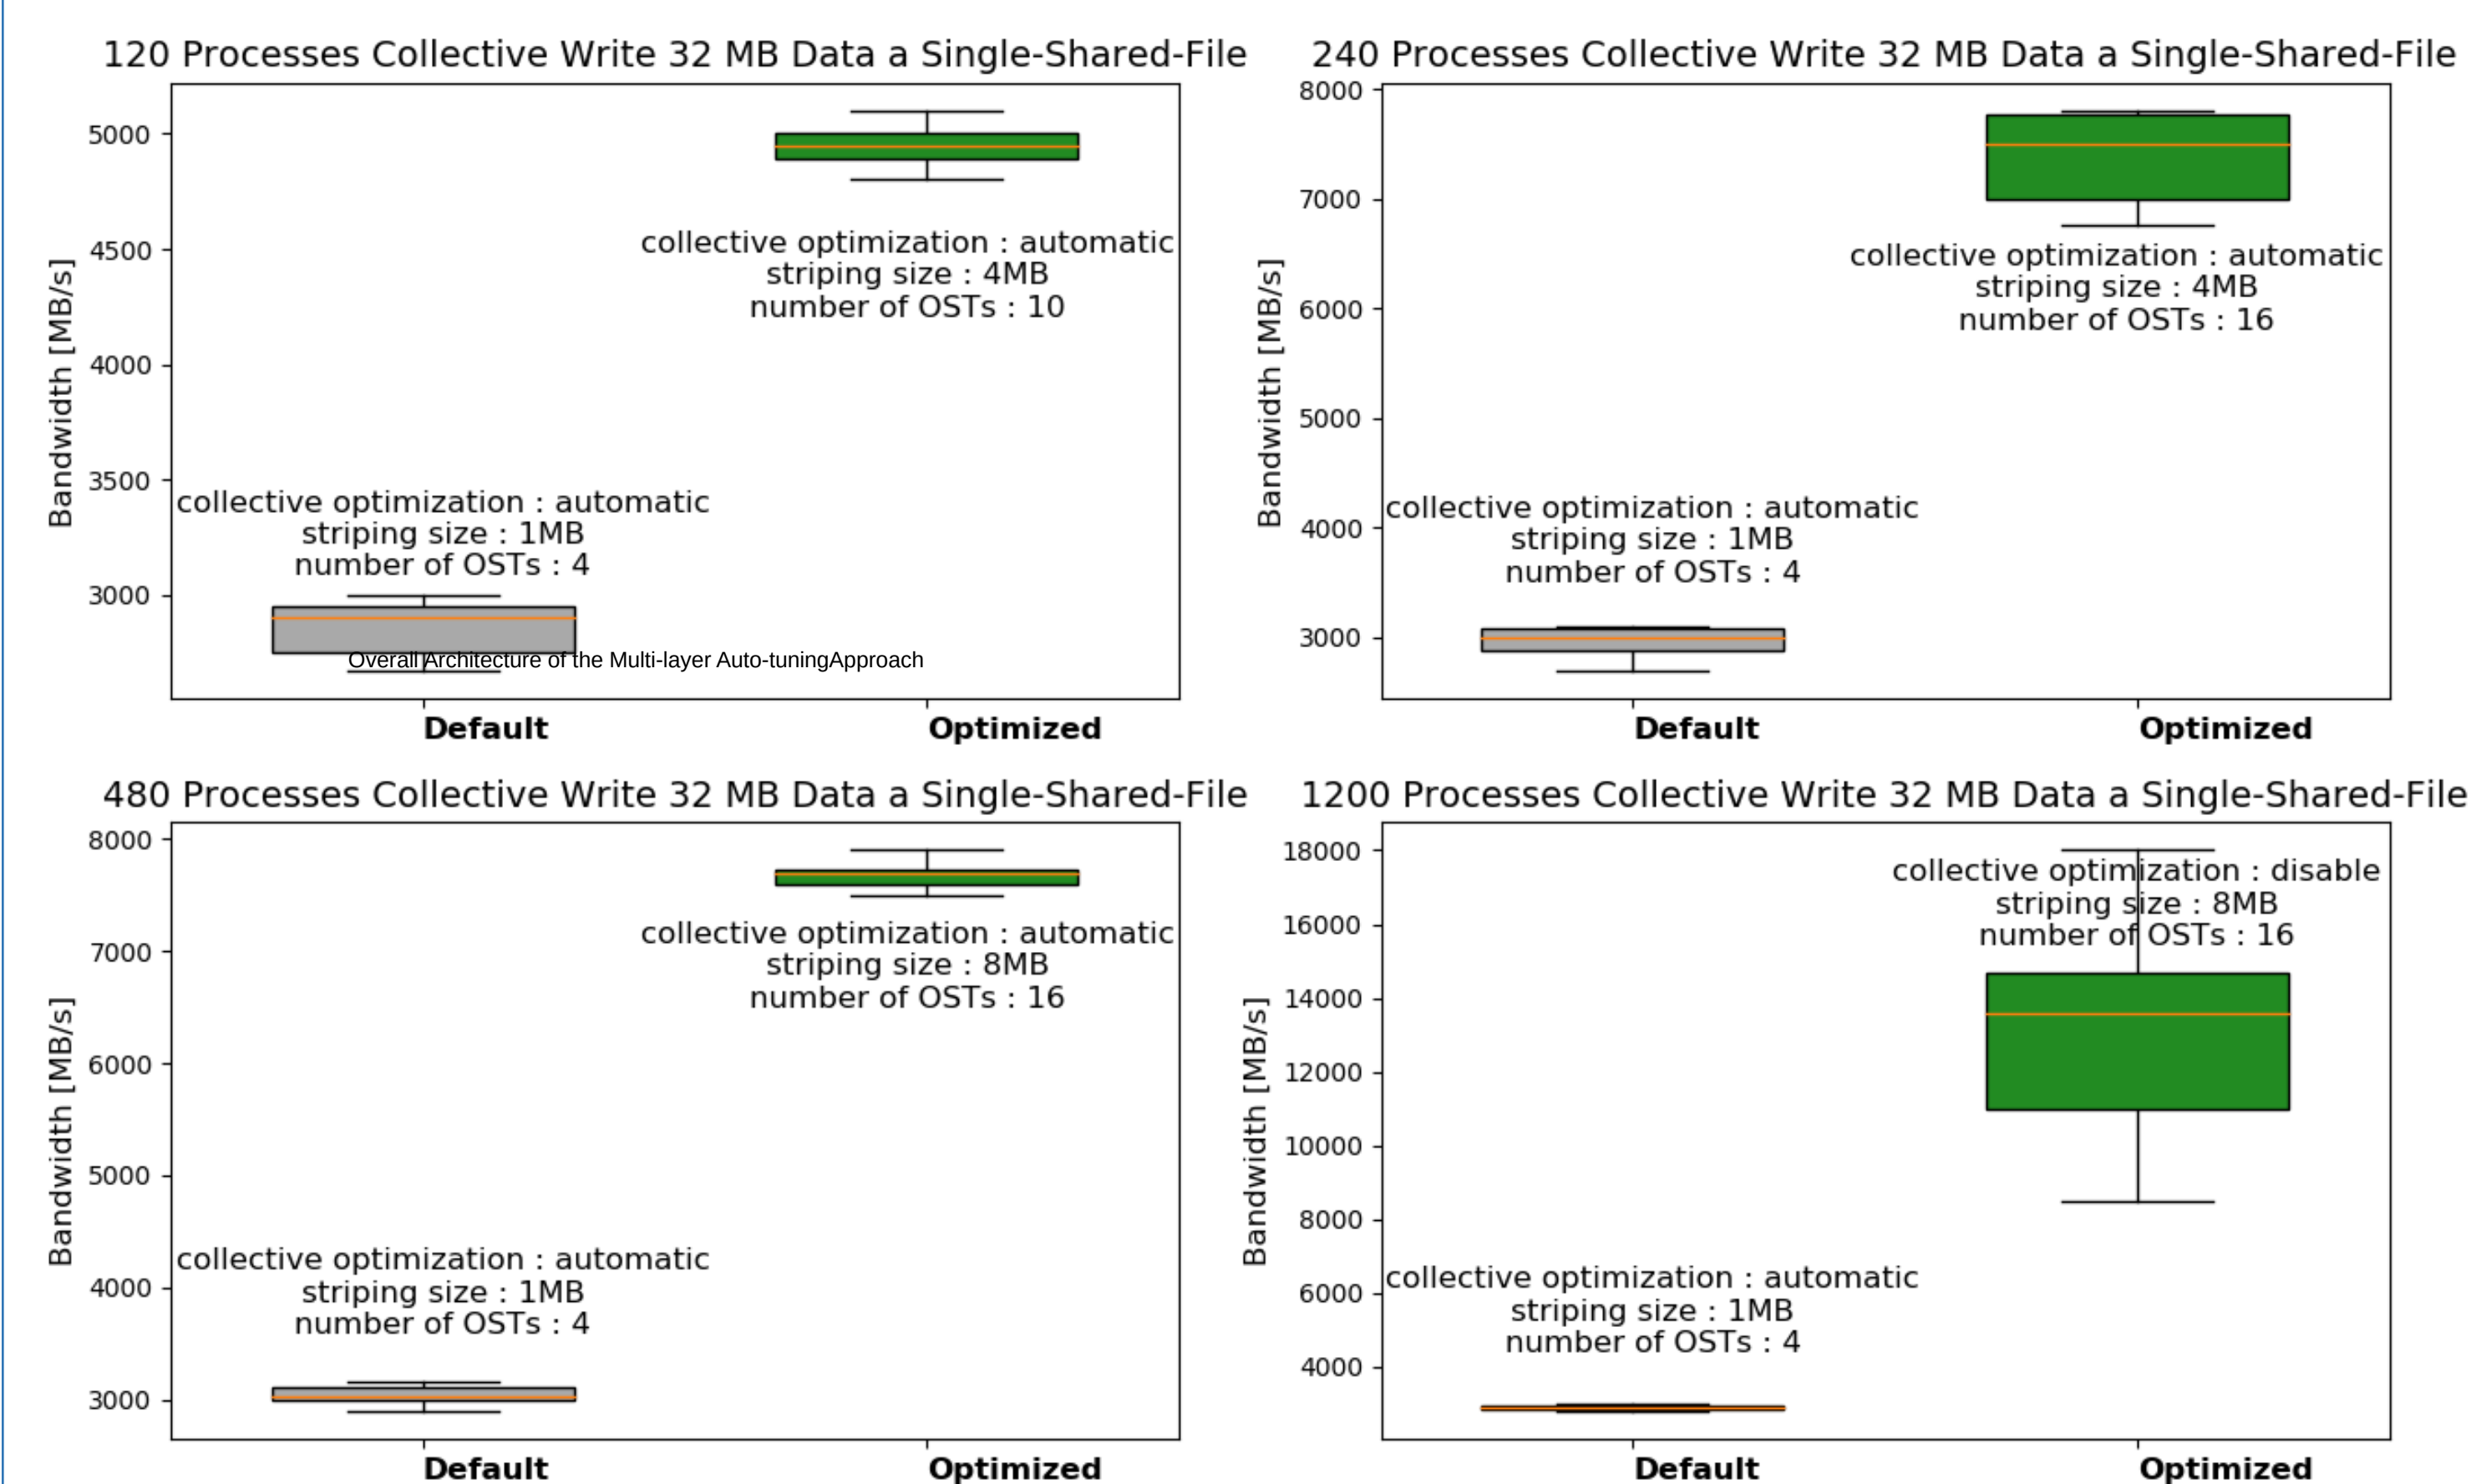 120 Processes Collective Write 32 MB Data a Single-Shared-File
Bandwidth [MB/s]
5000
4500
4000
3500
3000
collective optimization : automatic
striping size : 4MB
number of OSTs : 10
collective optimization : automatic
striping size : 1MB
number of OSTs : 4
Overall Architecture of the Multi-layer Auto-tuningApproach
Default
Optimized
240 Processes Collective Write 32 MB Data a Single-Shared-File
Bandwidth [MB/s]
8000
7000
6000
5000
4000
3000
collective optimization : automatic
striping size : 4MB
number of OSTs : 16
collective optimization : automatic
striping size : 1MB
number of OSTs : 4
Default
Optimized
480 Processes Collective Write 32 MB Data a Single-Shared-File
Bandwidth [MB/s]
8000
7000
6000
5000
4000
3000
collective optimization : automatic
striping size : 8MB
number of OSTs : 16
collective optimization : automatic
striping size : 1MB
number of OSTs : 4
Default
Optimized
1200 Processes Collective Write 32 MB Data a Single-Shared-File
Bandwidth [MB/s]
18000
16000
14000
12000
10000
8000
6000
4000
collective optimization : disable
striping size : 8MB
number of OSTs : 16
collective optimization : automatic
striping size : 1MB
number of OSTs : 4
Default
Optimized